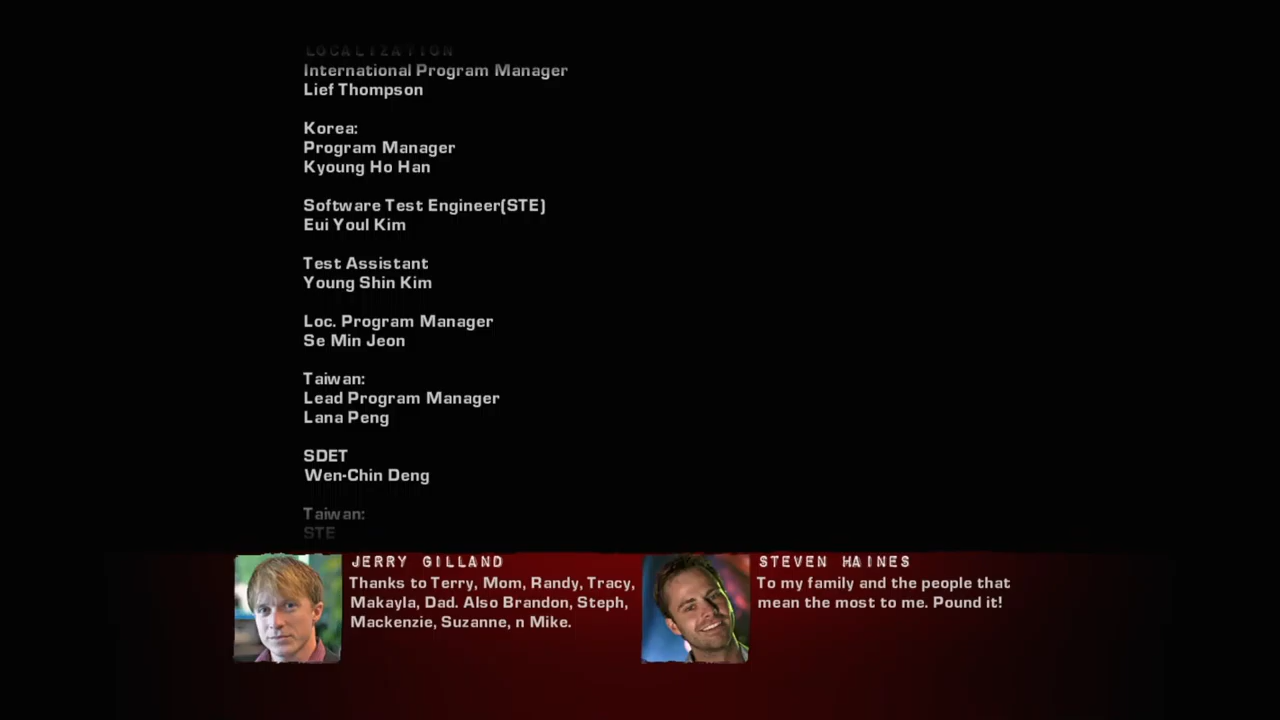 LOCALIZATION
International Program Manager
Lief Thompson
Korea:
Program Manager
Kyoung Ho Han
Software Test Engineer(STE)
Eui Youl Kim
Test Assistant
Young Shin Kim
Loc. Program Manager
Se Min Jeon
Taiwan:
Lead Program Manager
Lana Peng
SDET
Wen-Chin Deng
Taiwan:
STE
JERRY GILLAND
Thanks to Terry, Mom, Randy, Tracy,
Makayla, Dad. Also Brandon, Steph,
Mackenzie, Suzanne, n Mike.
STEVEN HAINES
To my family and the people that
mean the most to me. Pound it!